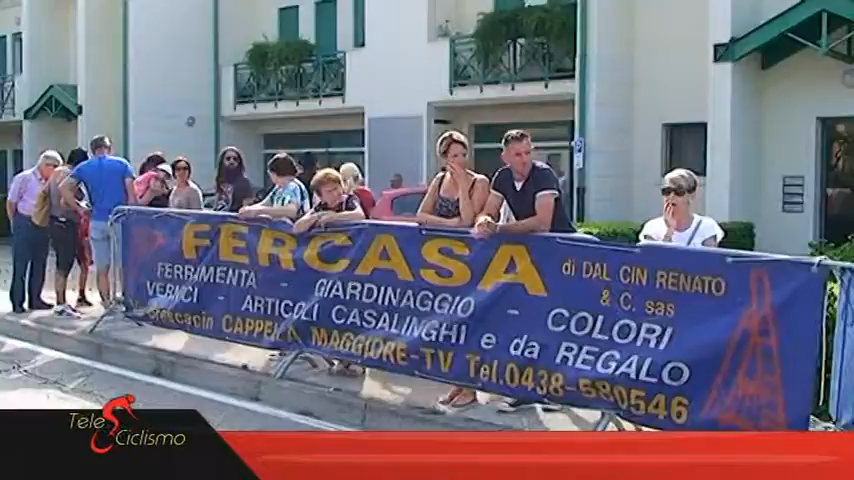 FERCASA
di DAL CIN RENATO
& C. sas
FERRAMENTA - GIARDINAGGIO - COLORI
VERNICI - ARTICOLI CASALINGHI e da REGALO
CAPPELLA MAGGIORE-TV Tel.0438-580546
Tele
Ciclismo